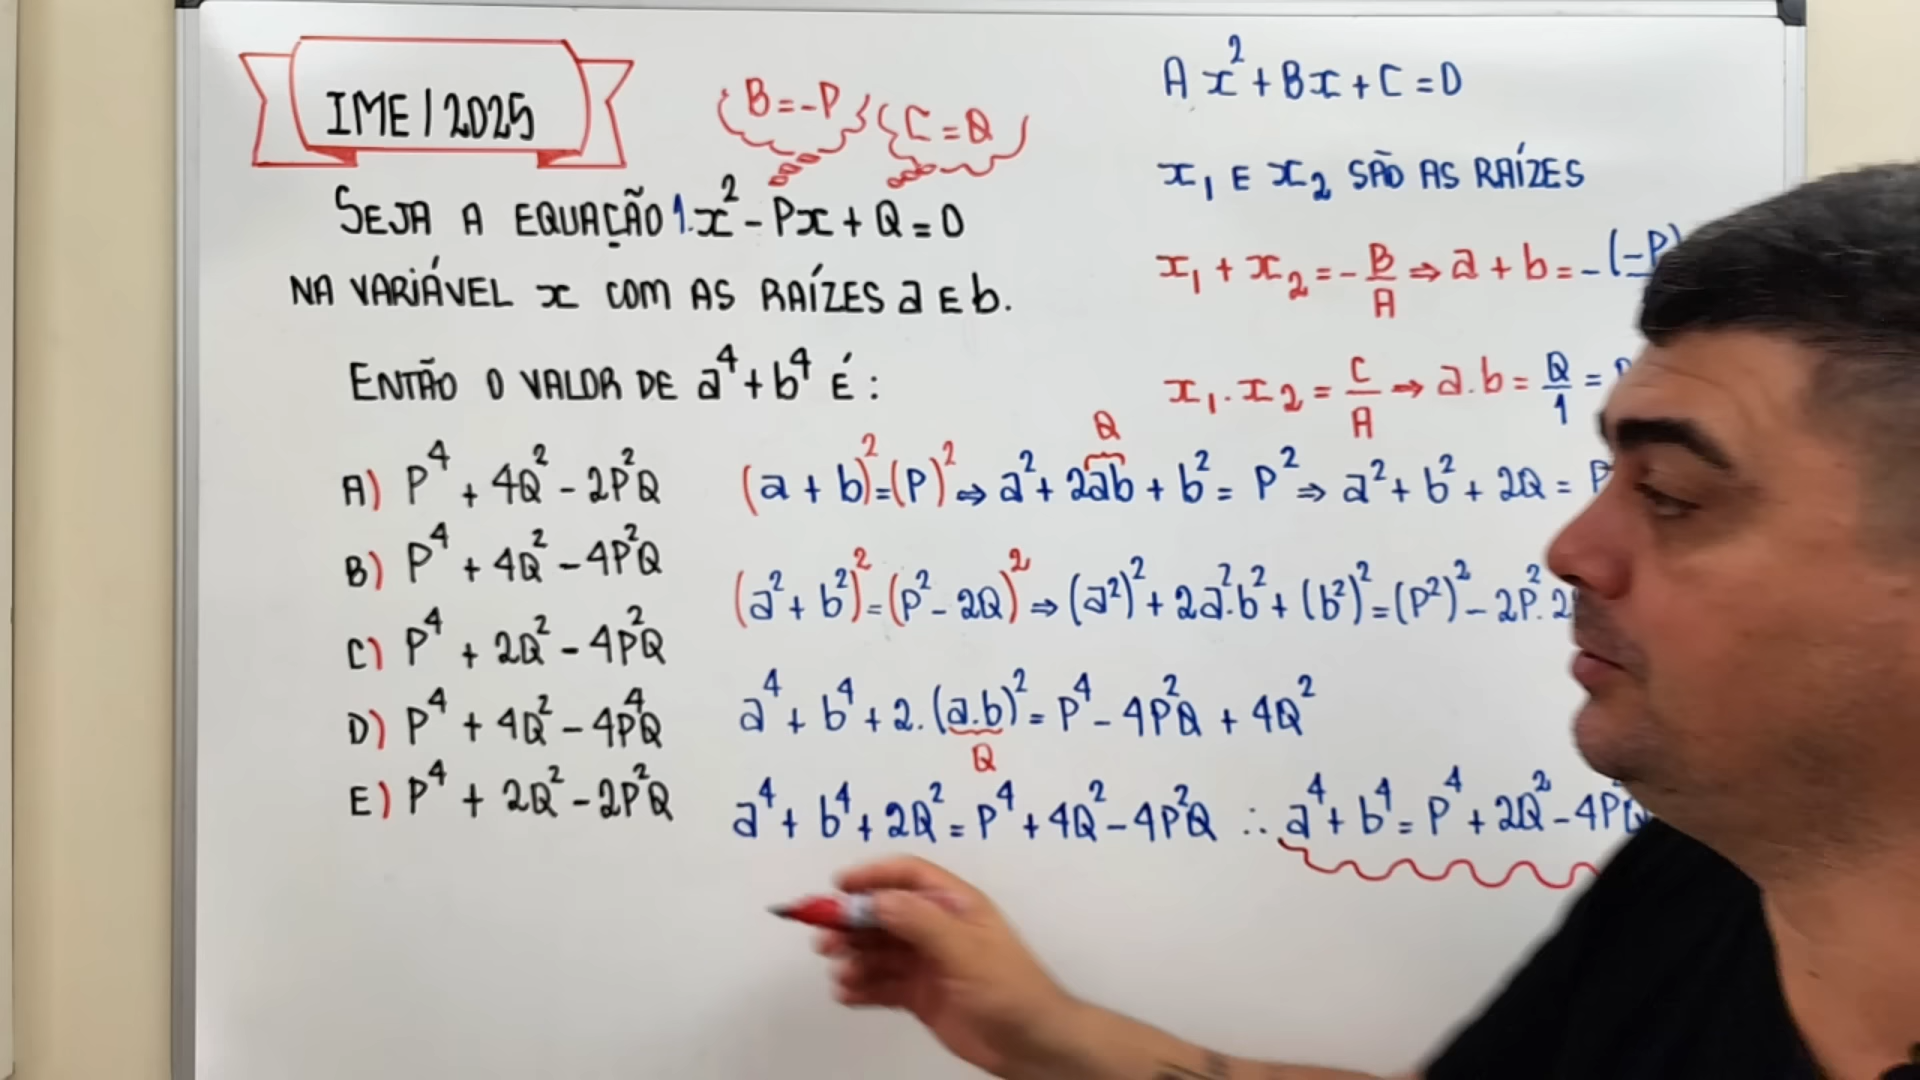 IME/2025
B=-P
C=Q
SEJA A EQUAÇÃO 1.x² - Px + Q = 0
NA VARIÁVEL x COM AS RAÍZES a E b.
ENTÃO O VALOR DE a⁴ + b⁴ É:
A) P⁴ + 4Q² - 2P²Q
B) P⁴ + 4Q² - 4P²Q
C) P⁴ + 2Q² - 4P²Q
D) P⁴ + 4Q² - 4P⁴Q
E) P⁴ + 2Q² - 2P²Q
Ax² + Bx + C = 0
x₁ E x₂ SÃO AS RAÍZES
x₁ + x₂ = -B/A ⇒ a + b = -(-P)
x₁ . x₂ = C/A ⇒ a.b = Q/1 =
Q
(a + b)² = (P)² ⇒ a² + 2ab + b² = P² ⇒ a² + b² + 2Q = P
(a² + b²)² = (P² - 2Q)² ⇒ (a²)² + 2a².b² + (b²)² = (P²)² - 2P².2
a⁴ + b⁴ + 2.(a.b)² = P⁴ - 4P²Q + 4Q²
Q
a⁴ + b⁴ + 2Q² = P⁴ + 4Q² - 4P²Q ∴ a⁴ + b⁴ = P⁴ + 2Q² - 4P²Q